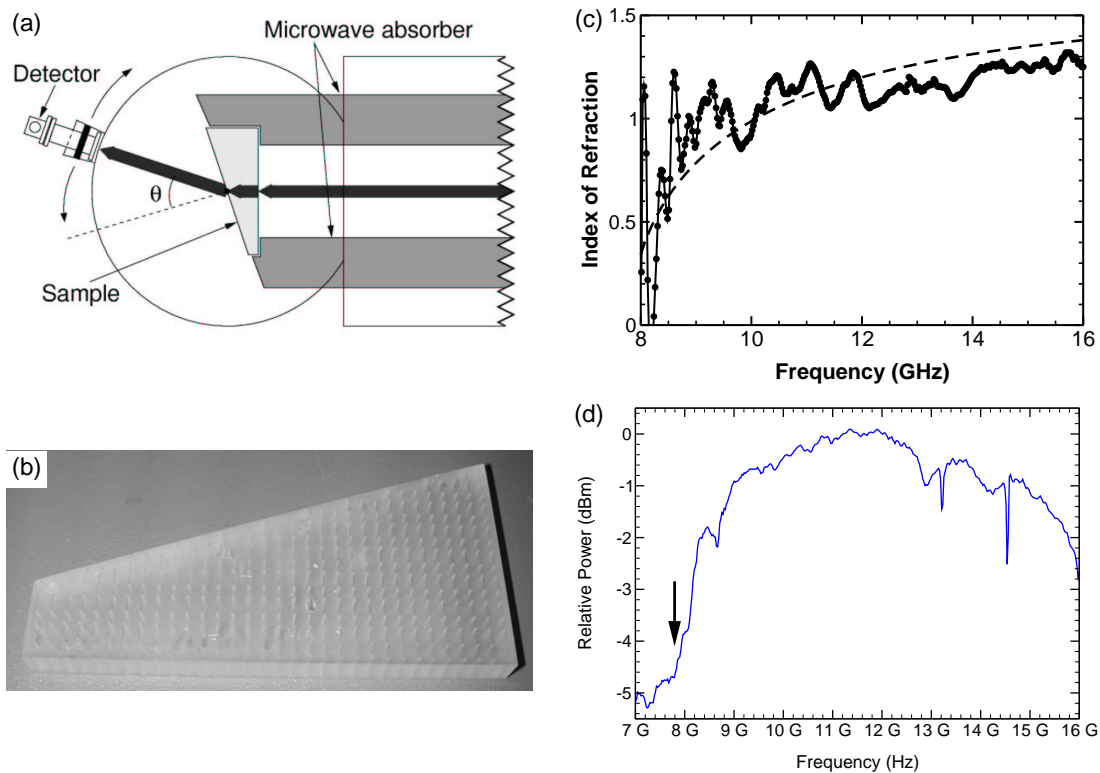 (a)
Microwave absorber
Detector
θ
Sample
(b)
(c)
1.5
1
0.5
0
8 10 12 14 16
Index of Refraction
Frequency (GHz)
(d)
0
-1
-2
-3
-4
-5
7 G 8 G 9 G 10 G 11 G 12 G 13 G 14 G 15 G 16 G
Relative Power (dBm)
Frequency (Hz)